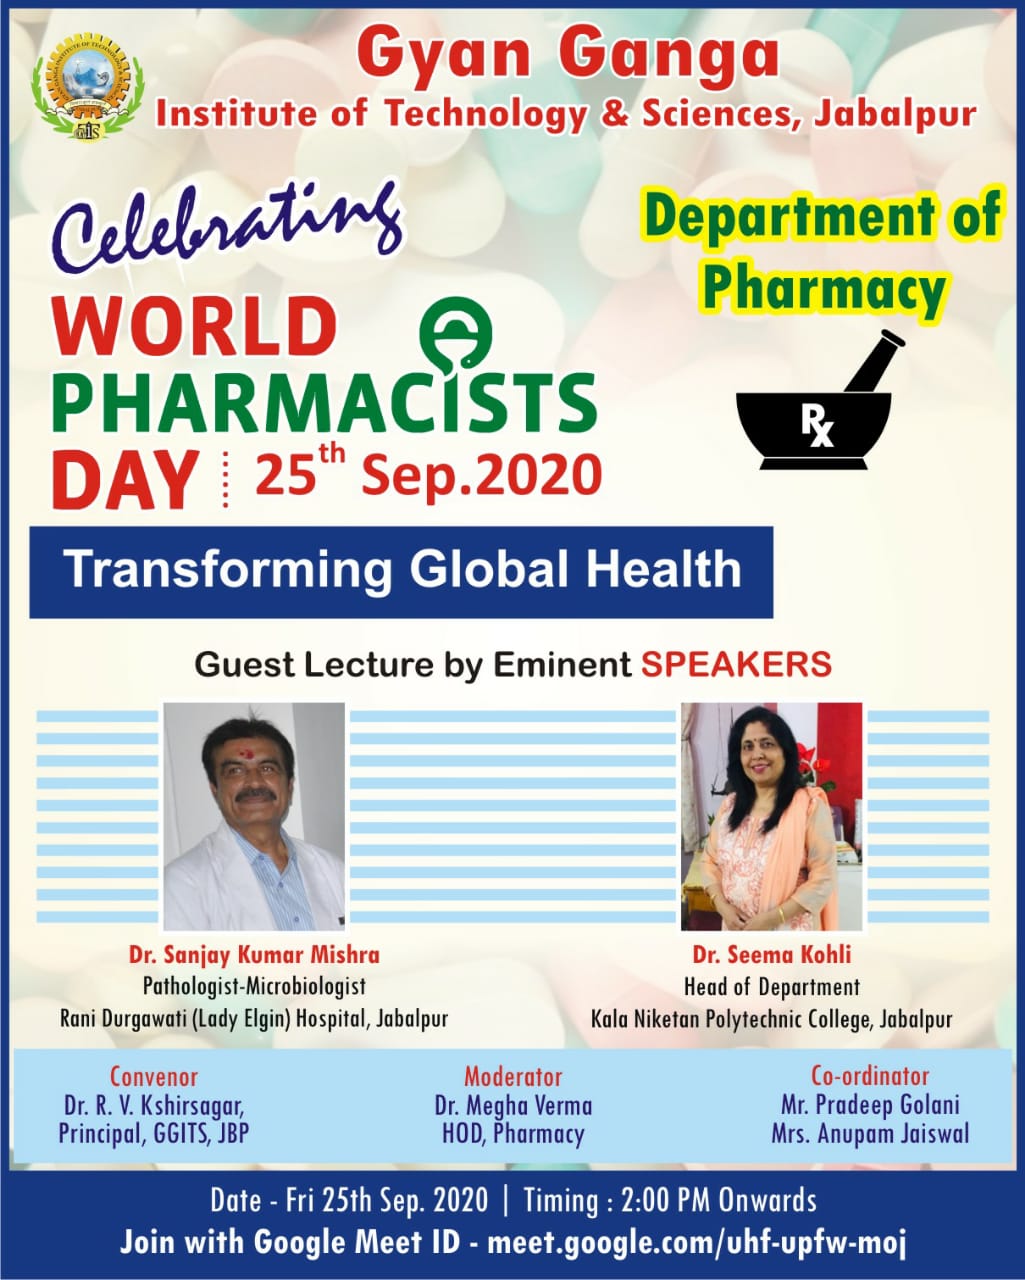 Gyan Ganga
Institute of Technology & Sciences, Jabalpur
Celebrating
WORLD
PHARMACISTS
DAY
25th Sep.2020
Department of
Pharmacy
Rx
Transforming Global Health
Guest Lecture by Eminent SPEAKERS
Dr. Sanjay Kumar Mishra
Pathologist-Microbiologist
Rani Durgawati (Lady Elgin) Hospital, Jabalpur
Dr. Seema Kohli
Head of Department
Kala Niketan Polytechnic College, Jabalpur
Convenor
Dr. R. V. Kshirsagar,
Principal, GGITS, JBP
Moderator
Dr. Megha Verma
HOD, Pharmacy
Co-ordinator
Mr. Pradeep Golani
Mrs. Anupam Jaiswal
Date - Fri 25th Sep. 2020 | Timing : 2:00 PM Onwards
Join with Google Meet ID - meet.google.com/uhf-upfw-moj